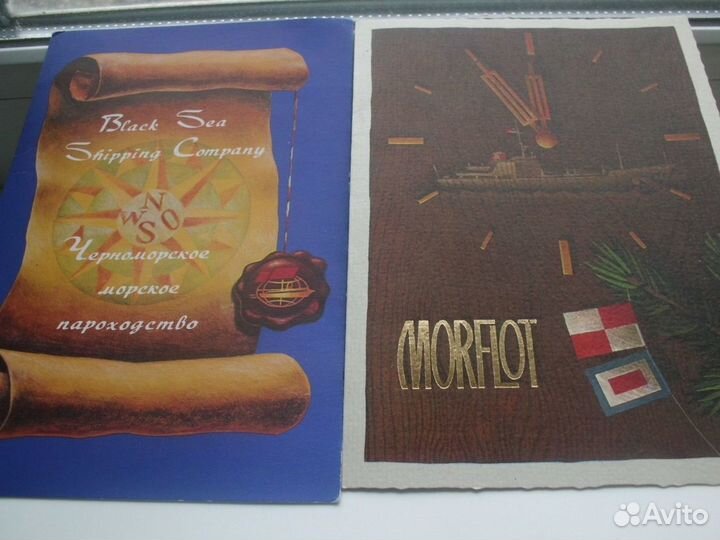 Black Sea
Shipping Company
N
W O
S
Черноморское
морское
пароходство
MORFLOT
Avito